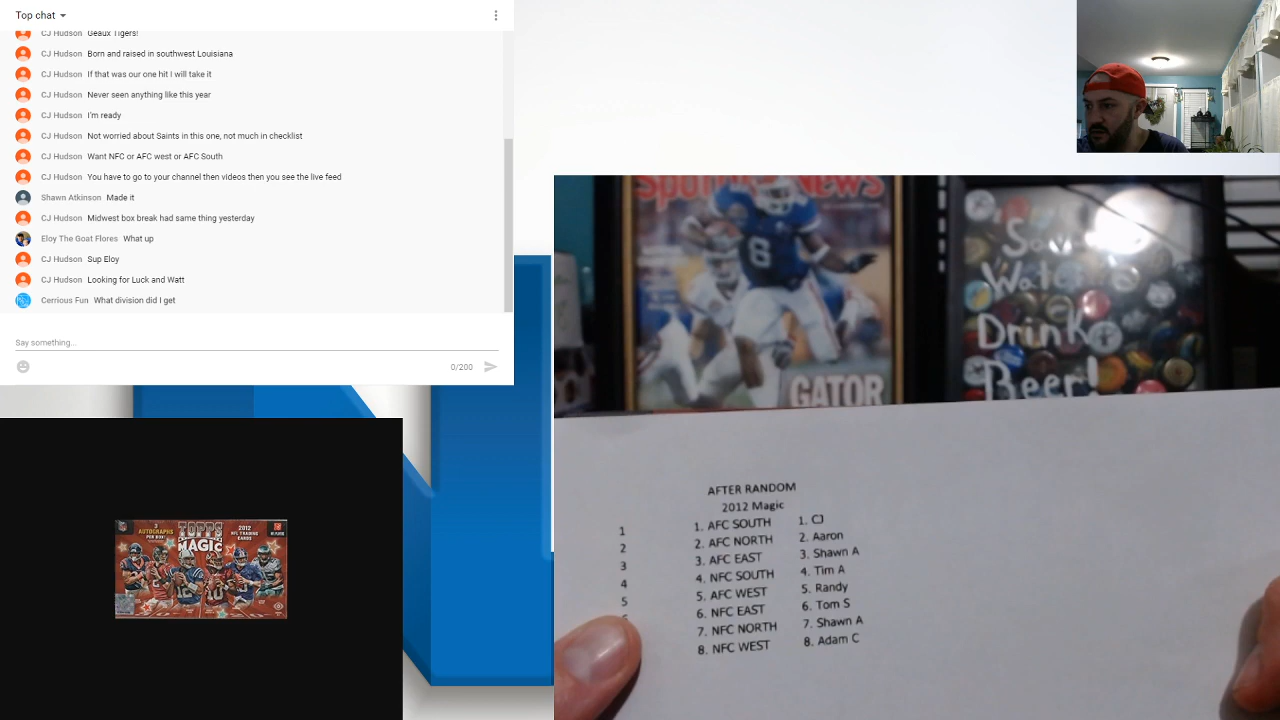 Top chat
CJ Hudson Geaux Tigers!
CJ Hudson Born and raised in southwest Louisiana
CJ Hudson If that was our one hit I will take it
CJ Hudson Never seen anything like this year
CJ Hudson I'm ready
CJ Hudson Not worried about Saints in this one, not much in checklist
CJ Hudson Want NFC or AFC west or AFC South
CJ Hudson You have to go to your channel then videos then you see the live feed
Shawn Atkinson Made it
CJ Hudson Midwest box break had same thing yesterday
Eloy The Goat Flores What up
CJ Hudson Sup Eloy
CJ Hudson Looking for Luck and Watt
Cerrious Fun What division did I get
Say something...
0/200
3 AUTOGRAPHS PER BOX!
TOPPS MAGIC
2012 NFL TRADING CARDS
News
6
GATOR
Save
Water
Drink
Beer!
AFTER RANDOM
2012 Magic
1 1. AFC SOUTH 1. CJ
2 2. AFC NORTH 2. Aaron
3 3. AFC EAST 3. Shawn A
4 4. NFC SOUTH 4. Tim A
5 5. AFC WEST 5. Randy
6. NFC EAST 6. Tom S
7. NFC NORTH 7. Shawn A
8. NFC WEST 8. Adam C